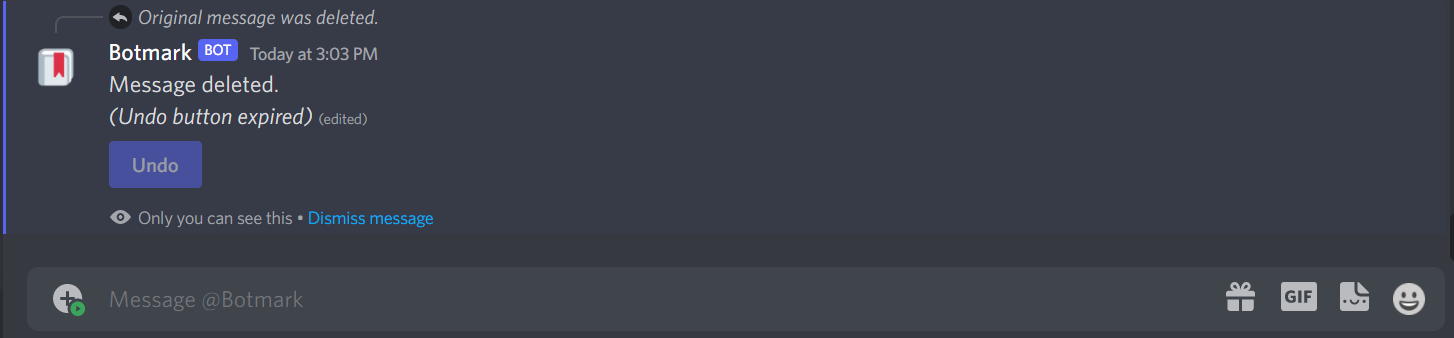 Original message was deleted.
Botmark BOT Today at 3:03 PM
Message deleted.
(Undo button expired) (edited)
Undo
Only you can see this • Dismiss message
Message @Botmark
GIF